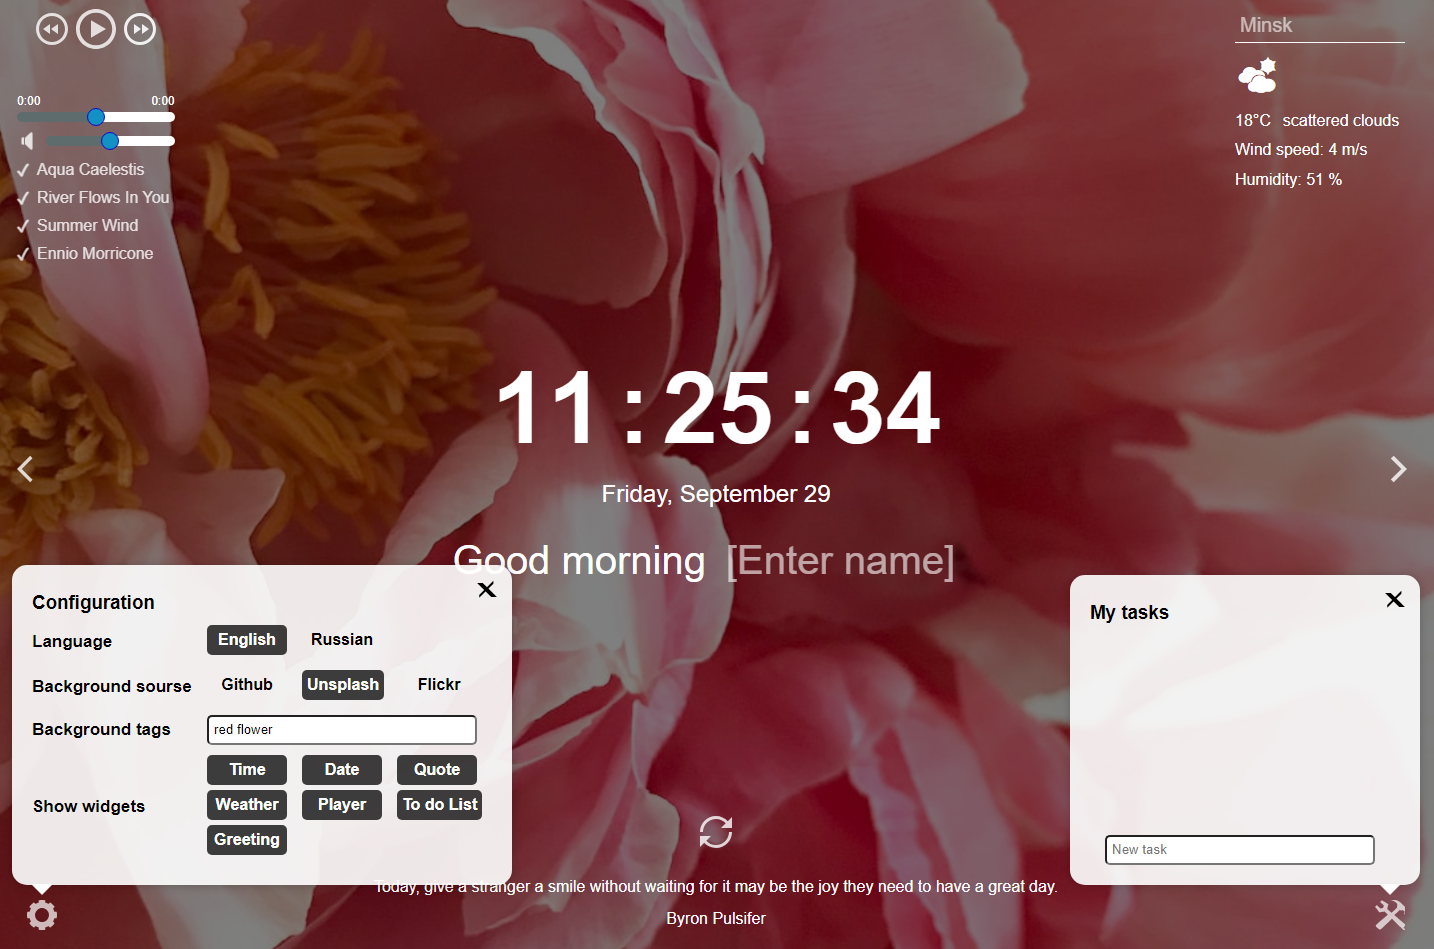 Minsk
0:00 0:00
18°C scattered clouds
Wind speed: 4 m/s
Humidity: 51 %
Aqua Caelestis
River Flows In You
Summer Wind
Ennio Morricone
11:25:34
Friday, September 29
Good morning [Enter name]
Configuration
Language English Russian
Background sourse Github Unsplash Flickr
Background tags red flower
Time Date Quote
Show widgets Weather Player To do List
Greeting
My tasks
New task
Today, give a stranger a smile without waiting for it may be the joy they need to have a great day.
Byron Pulsifer